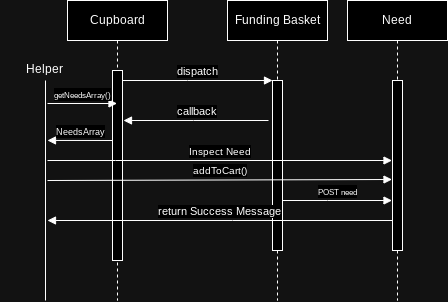 Cupboard
Funding Basket
Need
Helper
dispatch
getNeedsArray()
callback
NeedsArray
Inspect Need
addToCart()
POST need
return Success Message